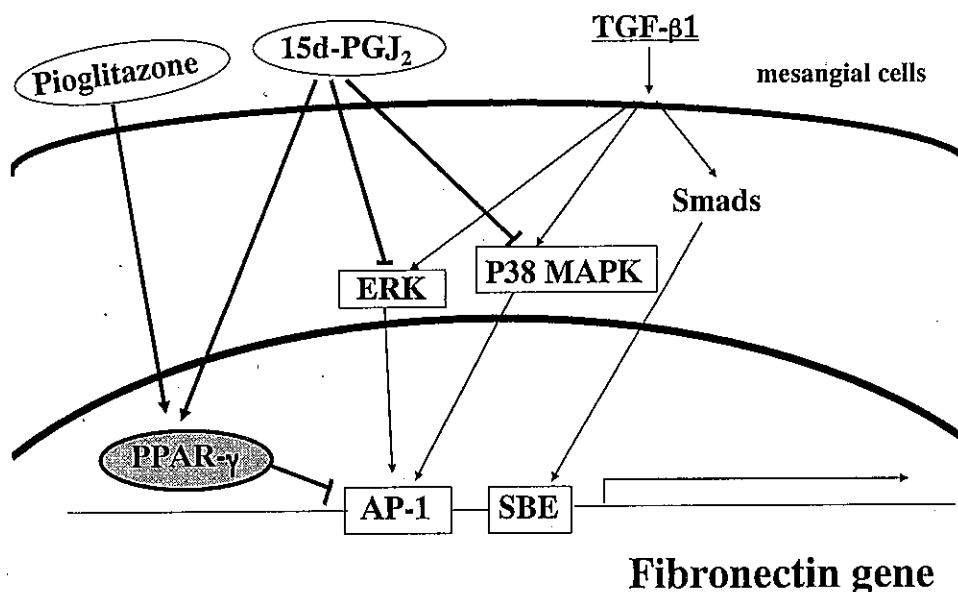 TGF-β1
15d-PGJ₂
Pioglitazone
mesangial cells
Smads
P38 MAPK
ERK
PPAR-γ
AP-1
SBE
Fibronectin gene